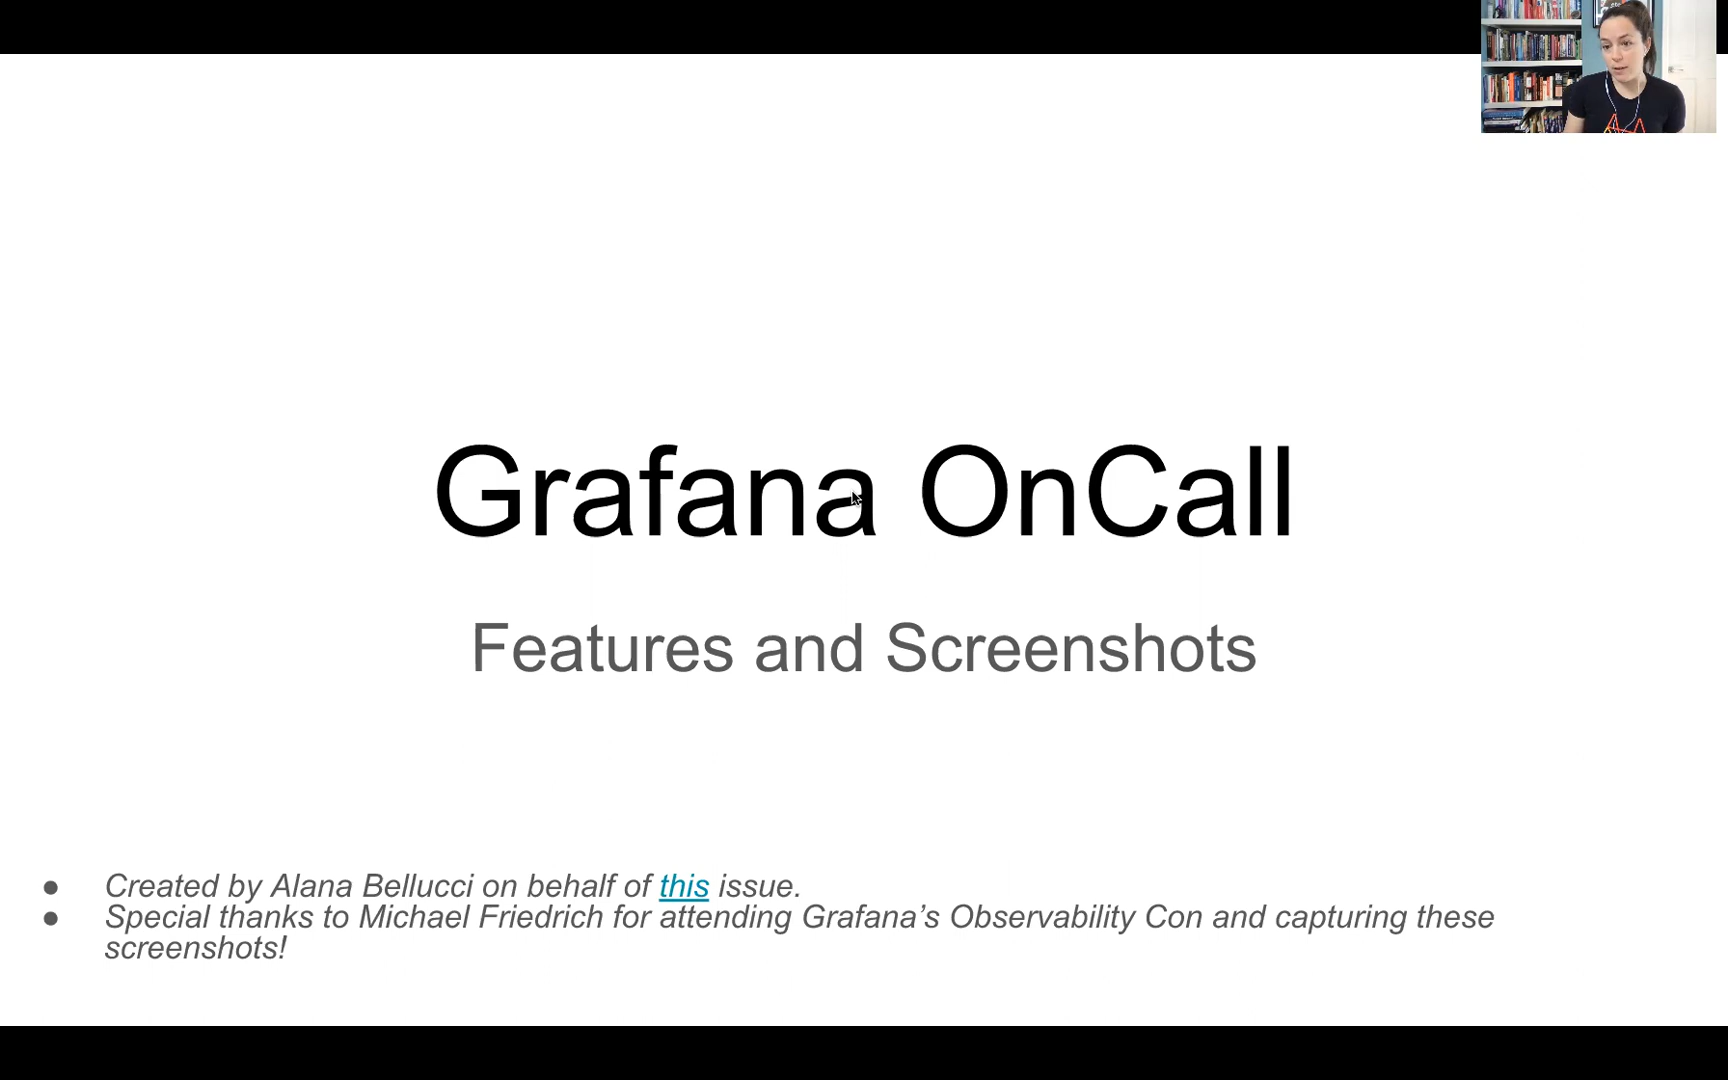 Grafana OnCall
Features and Screenshots
● Created by Alana Bellucci on behalf of this issue.
● Special thanks to Michael Friedrich for attending Grafana’s Observability Con and capturing these
screenshots!